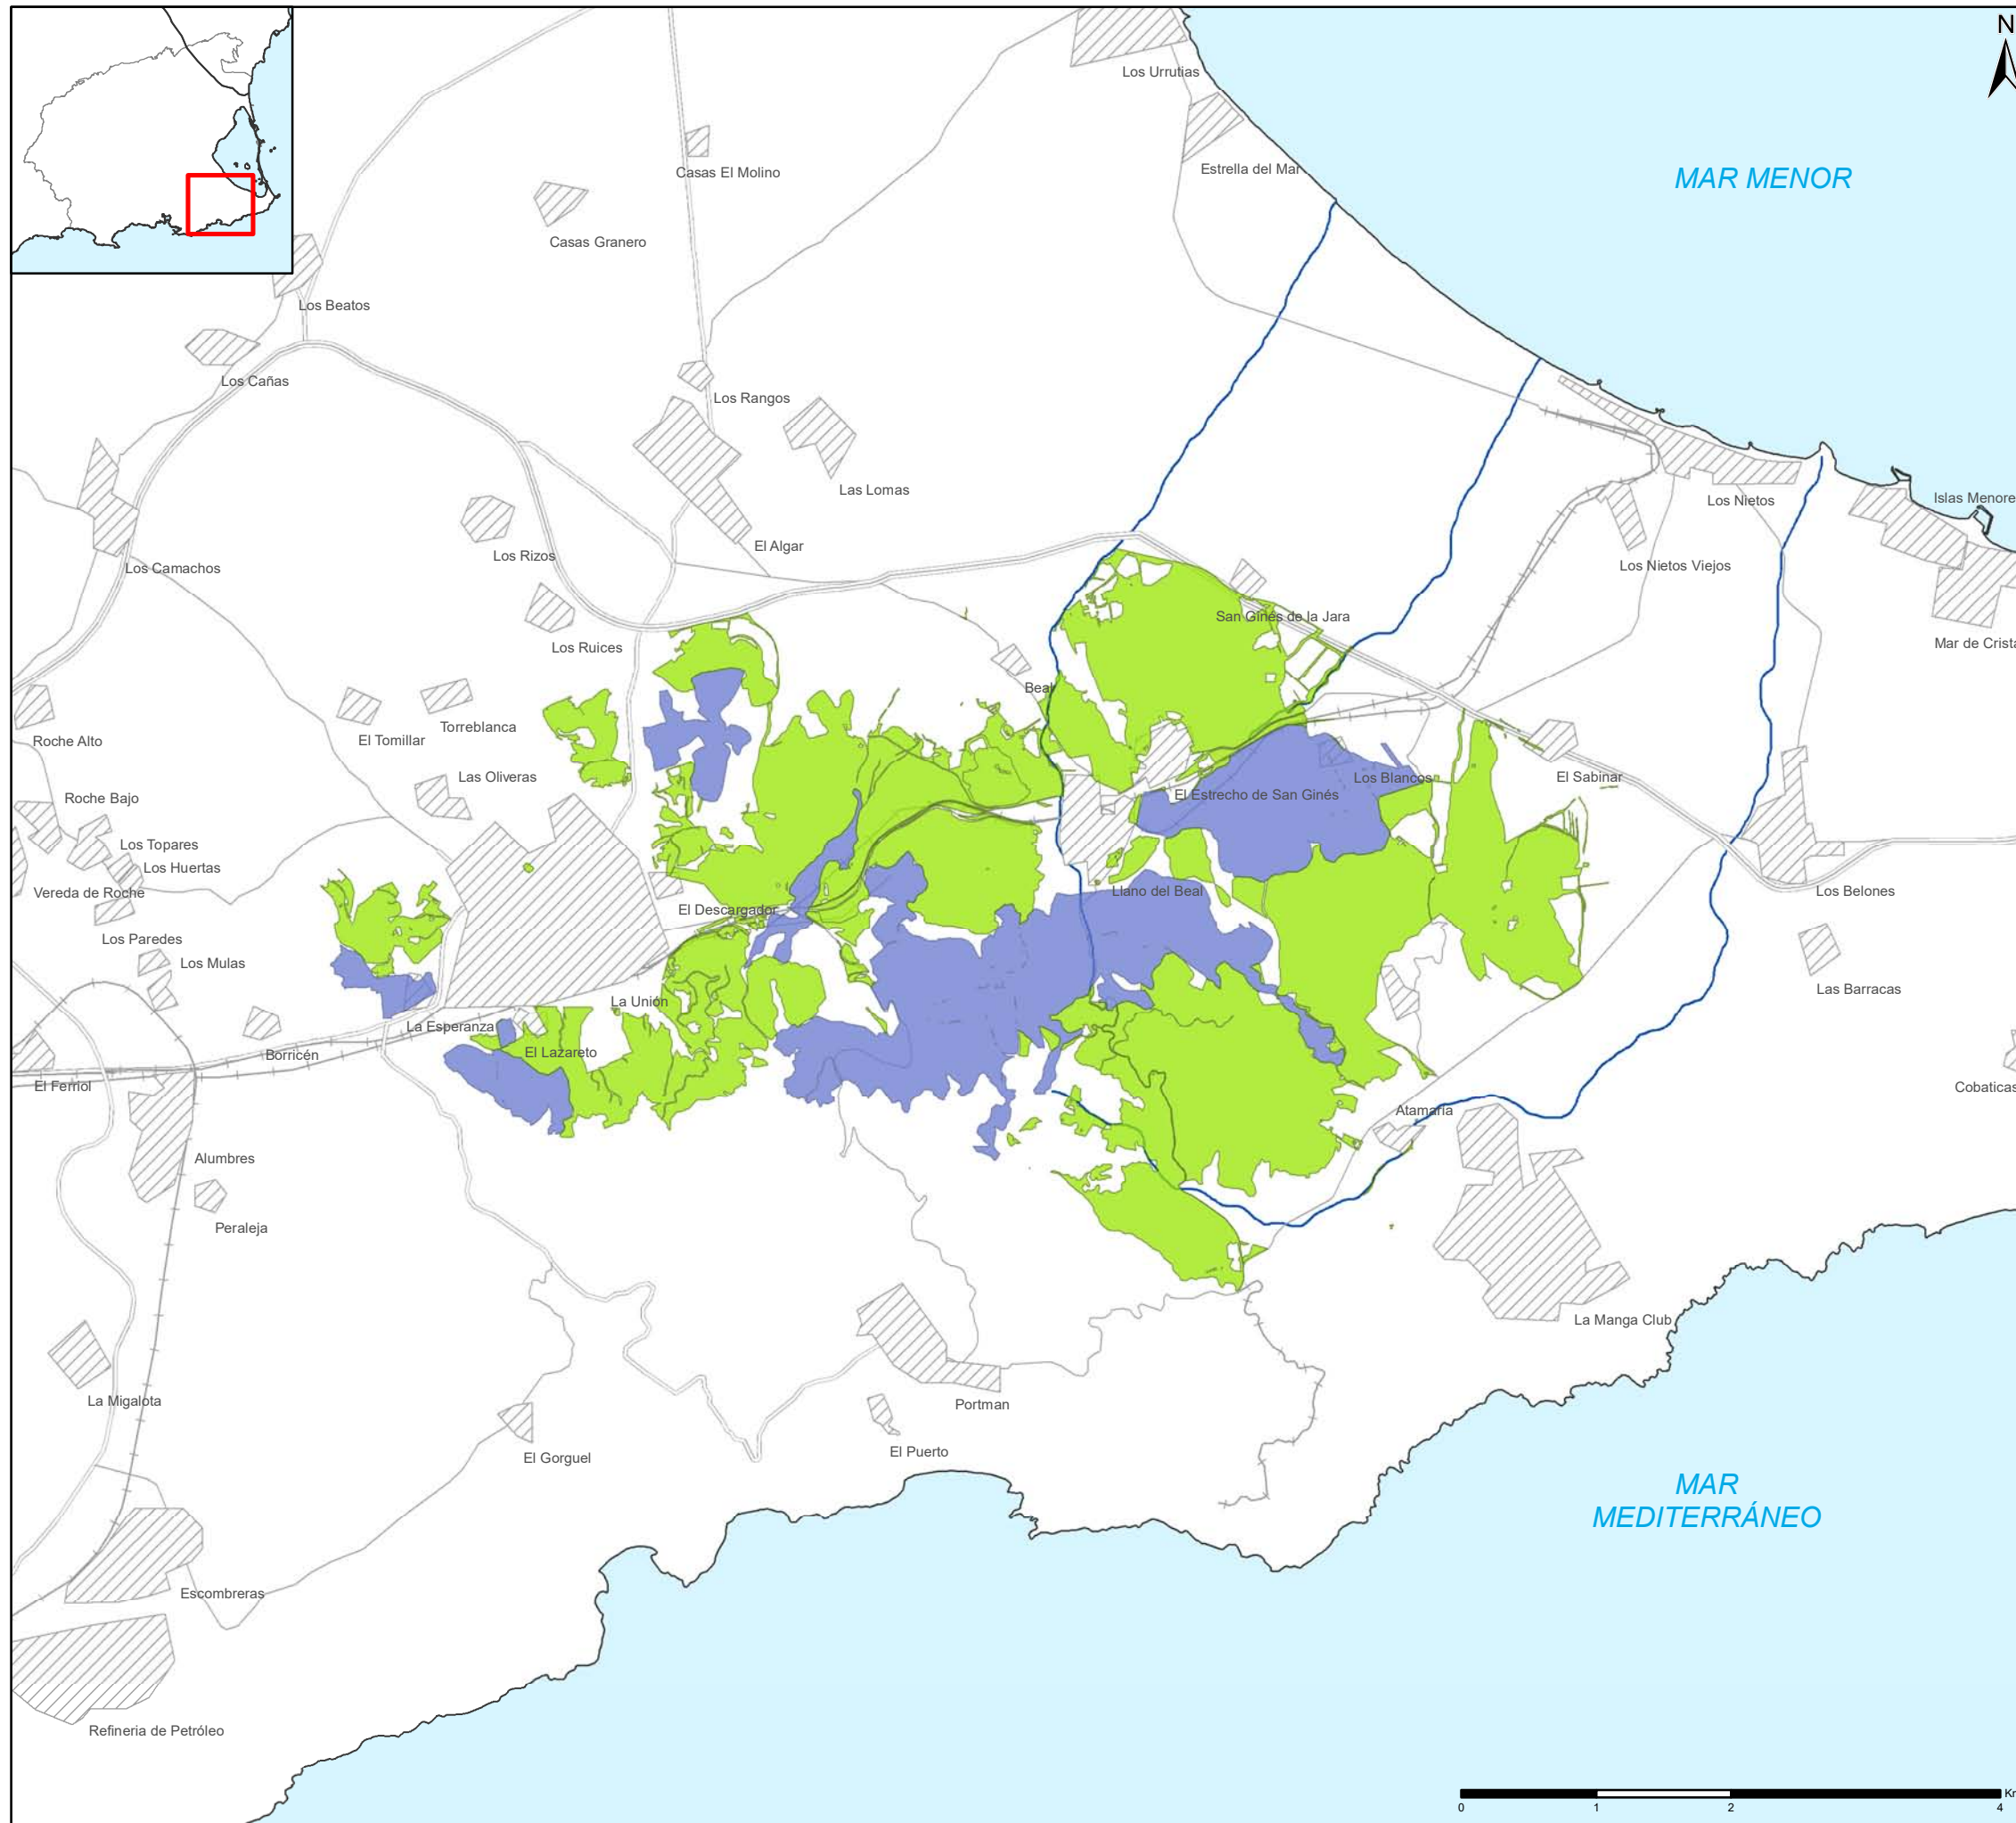 N
Los Urrutias
Estrella del Mar
MAR MENOR
Casas El Molino
Casas Granero
Los Beatos
Los Cañas
Los Rangos
Las Lomas
Los Nietos
Islas Menore
El Algar
Los Rizos
Los Camachos
Los Nietos Viejos
San Ginés de la Jara
Los Ruices
Mar de Crista
Beal
Torreblanca
El Tomillar
Roche Alto
Las Oliveras
Los Blancos
El Sabinar
El Estrecho de San Ginés
Roche Bajo
Los Topares
Los Huertas
Vereda de Roche
Llano del Beal
Los Belones
El Descargador
Los Paredes
Los Mulas
Las Barracas
La Unión
La Esperanza
El Lazareto
Borricén
El Ferriol
Cobaticas
Atamaria
Alumbres
Peraleja
La Manga Club
La Migalota
Portman
El Puerto
El Gorguel
MAR
MEDITERRÁNEO
Escombreras
Refineria de Petróleo
0 1 2 4 Km